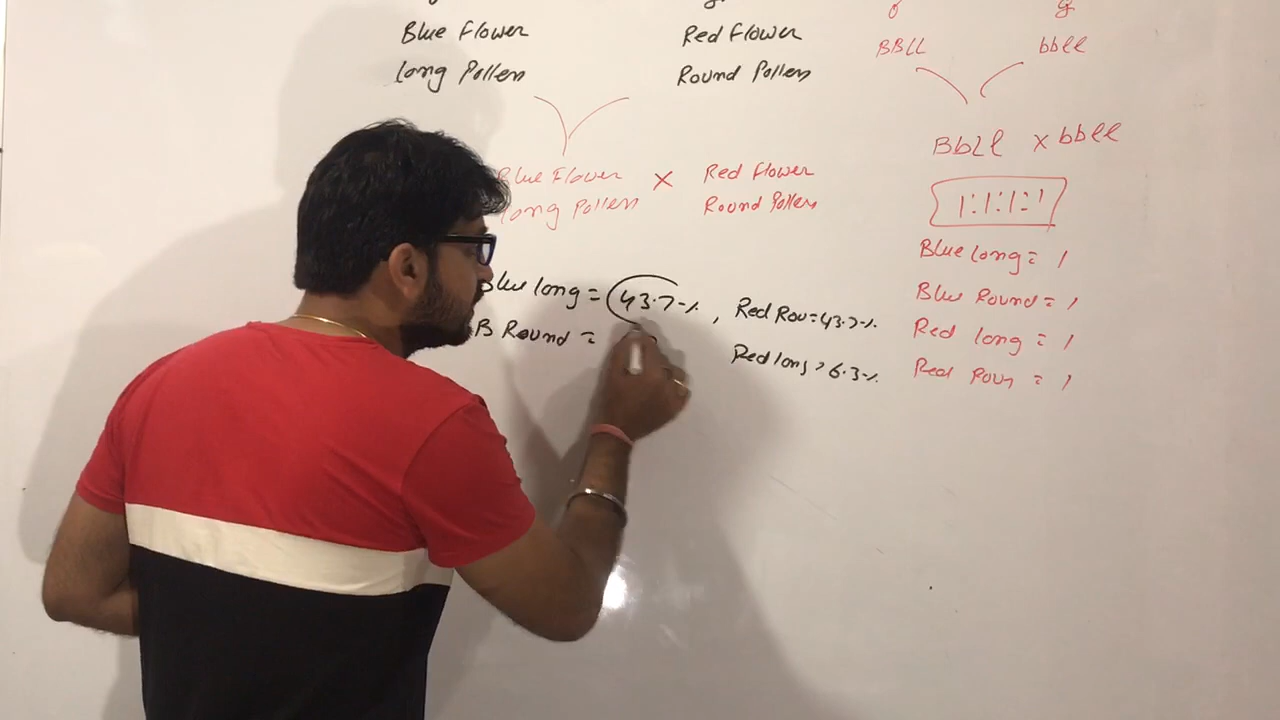 Blue Flower
Long Pollen
Red Flower
Round Pollen
Blue Flower × Red Flower
Long Pollen Round Pollen
Blue long = 43.7%, Red Rou = 43.7%
B Round =
Red long > 6.3%
BBLL bbll
BbLl × bbll
1:1:1:1
Blue long = 1
Blue Round = 1
Red long = 1
Red Roun = 1